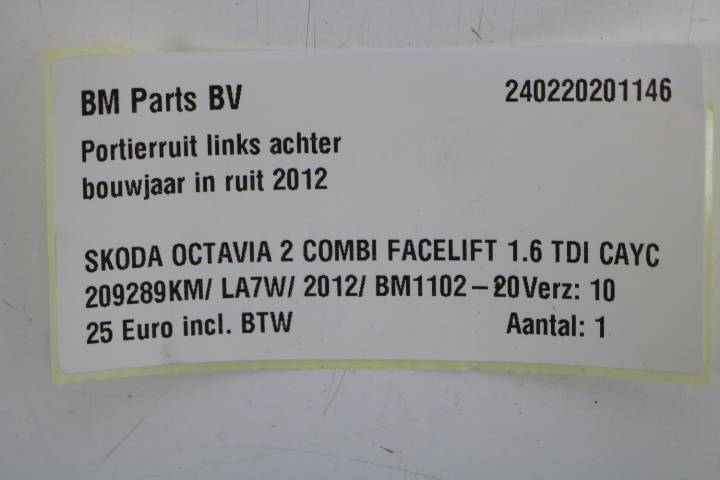 BM Parts BV 240220201146
Portierruit links achter
bouwjaar in ruit 2012
SKODA OCTAVIA 2 COMBI FACELIFT 1.6 TDI CAYC
209289KM/ LA7W/ 2012/ BM1102-20Verz: 10
25 Euro incl. BTW Aantal: 1